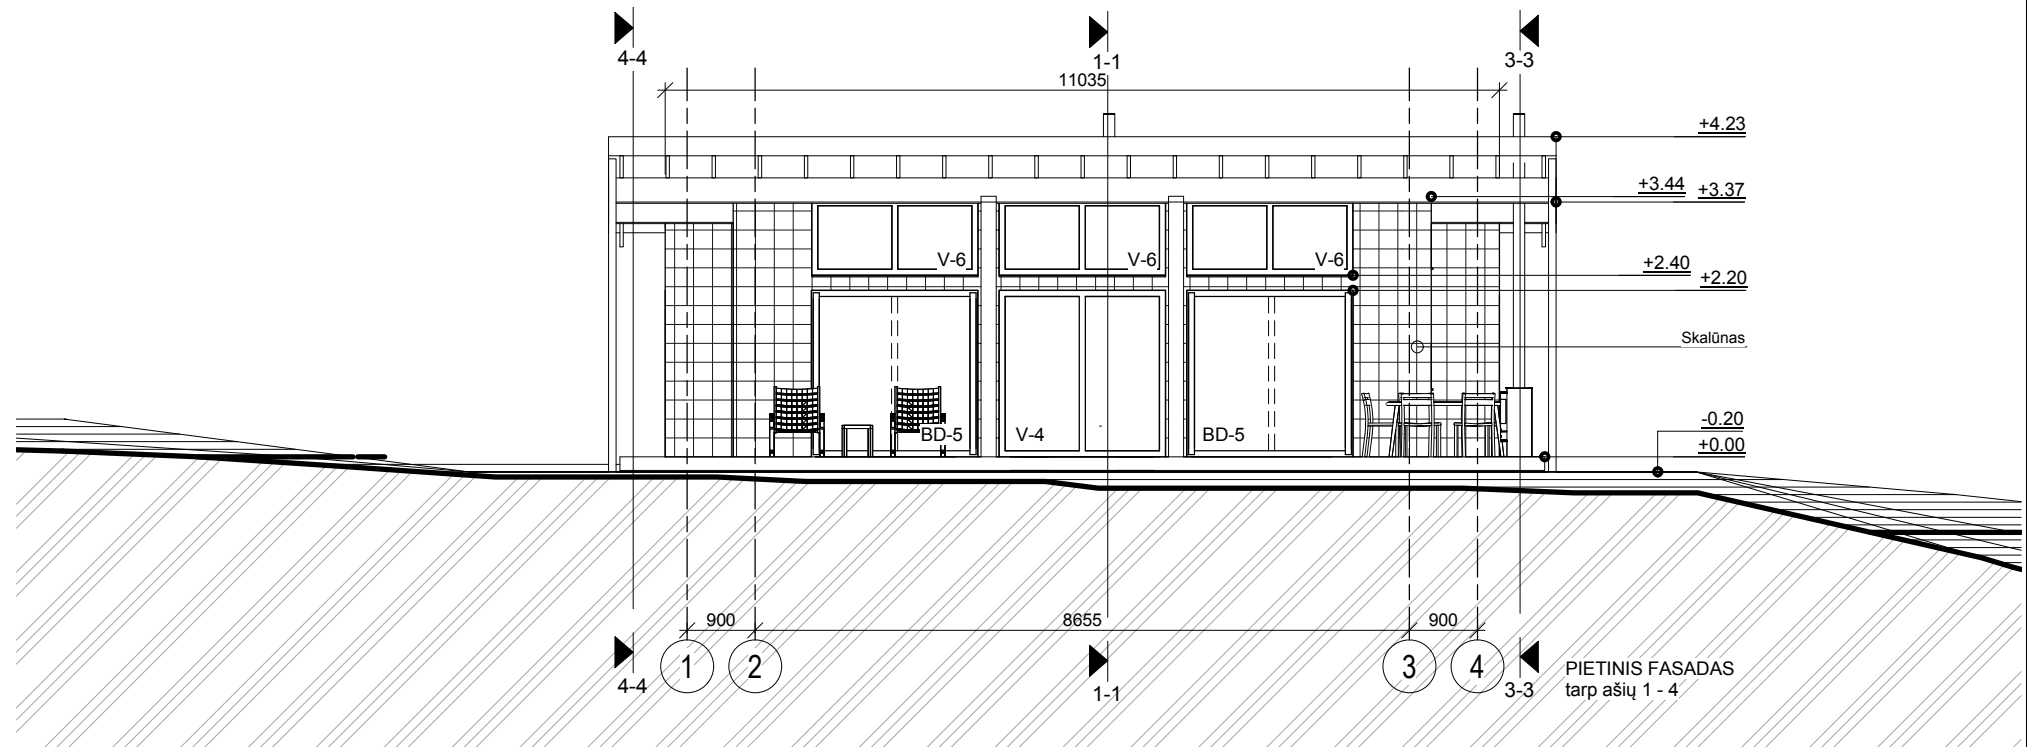 4-4
1-1
3-3
11035
+4.23
+3.44
+3.37
V-6
V-6
V-6
+2.40
+2.20
Skalūnas
-0.20
BD-5
V-4
BD-5
+0.00
900
8655
900
1
2
3
4
4-4
1-1
3-3
PIETINIS FASADAS
tarp ašių 1 - 4